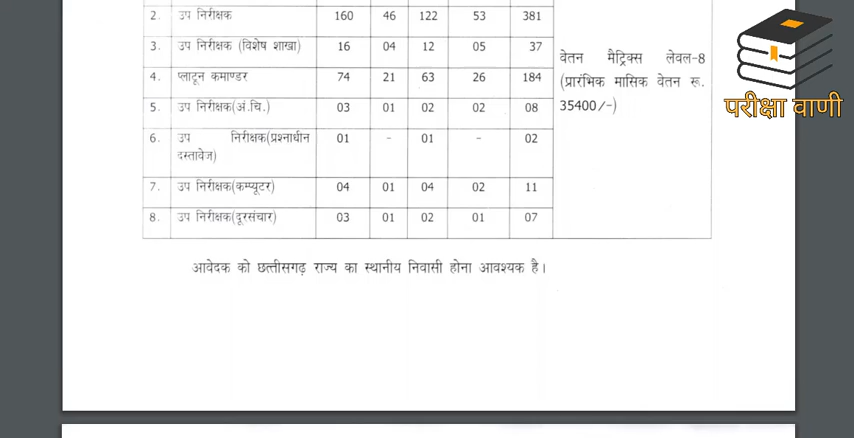 2. उप निरीक्षक 160 46 122 53 381
3. उप निरीक्षक (विशेष शाखा) 16 04 12 05 37
4. प्लाटून कमाण्डर 74 21 63 26 184
5. उप निरीक्षक(अं.चि.) 03 01 02 02 08
6. उप निरीक्षक(प्रश्नाधीन 01 - 01 - 02
दस्तावेज)
7. उप निरीक्षक(कम्प्यूटर) 04 01 04 02 11
8. उप निरीक्षक(दूरसंचार) 03 01 02 01 07
वेतन मैट्रिक्स लेवल-8
(प्रारंभिक मासिक वेतन रू.
35400/-)
आवेदक को छत्तीसगढ़ राज्य का स्थानीय निवासी होना आवश्यक है।
परीक्षा वाणी